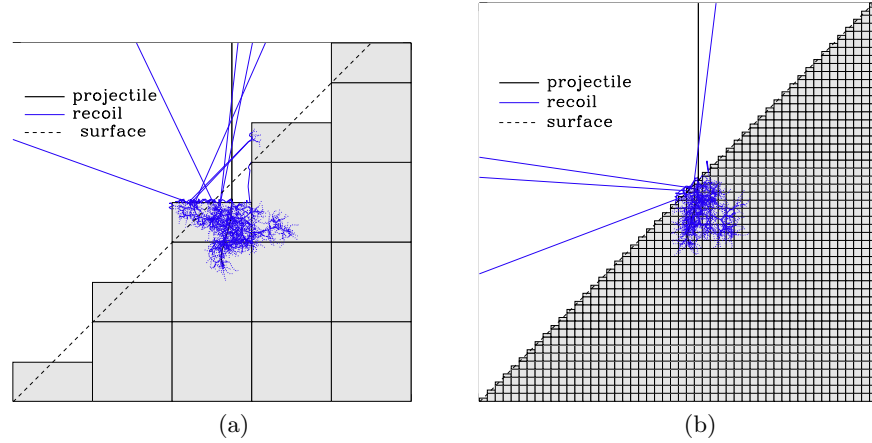 projectile
recoil
surface
projectile
recoil
surface
(a)
(b)